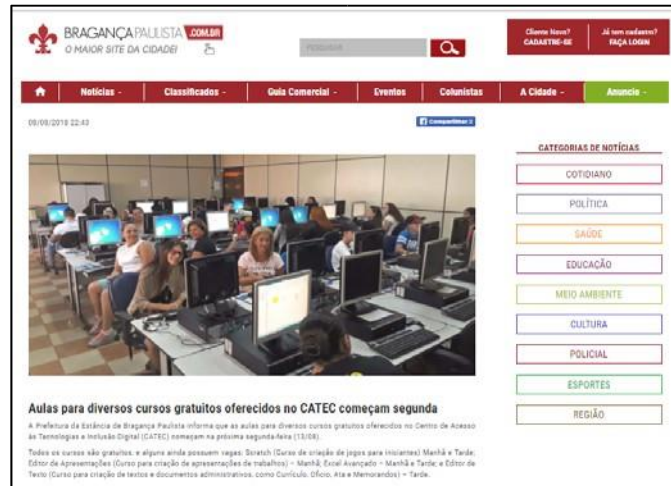 BRAGANÇAPAULISTA .COM.BR
O MAIOR SITE DA CIDADE!
PESQUISAR
Cliente Novo?
CADASTRE-SE
Já tem cadastro?
FAÇA LOGIN
Notícias -
Classificados -
Guia Comercial -
Eventos
Colunistas
A Cidade -
Anuncie -
22:43
Compartilhar 2
CATEGORIAS DE NOTÍCIAS
COTIDIANO
POLÍTICA
SAÚDE
EDUCAÇÃO
MEIO AMBIENTE
CULTURA
POLICIAL
ESPORTES
REGIÃO
Aulas para diversos cursos gratuitos oferecidos no CATEC começam segunda
A Prefeitura da Estância de Bragança Paulista informa que as aulas para diversos cursos gratuitos oferecidos no Centro de Acesso
às Tecnologias e Inclusão Digital (CATEC) começam na próxima segunda-feira (13/08).
Todos os cursos são gratuitos, e alguns ainda possuem vagas: Scratch (Curso de criação de jogos para iniciantes) Manhã e Tarde;
Editor de Apresentações (Curso para criação de apresentações de trabalhos) – Manhã; Excel Avançado – Manhã e Tarde; e Editor de
Texto (Curso para criação de textos e documentos administrativos, como Currículo, Ofício, Ata e Memorandos) – Tarde.